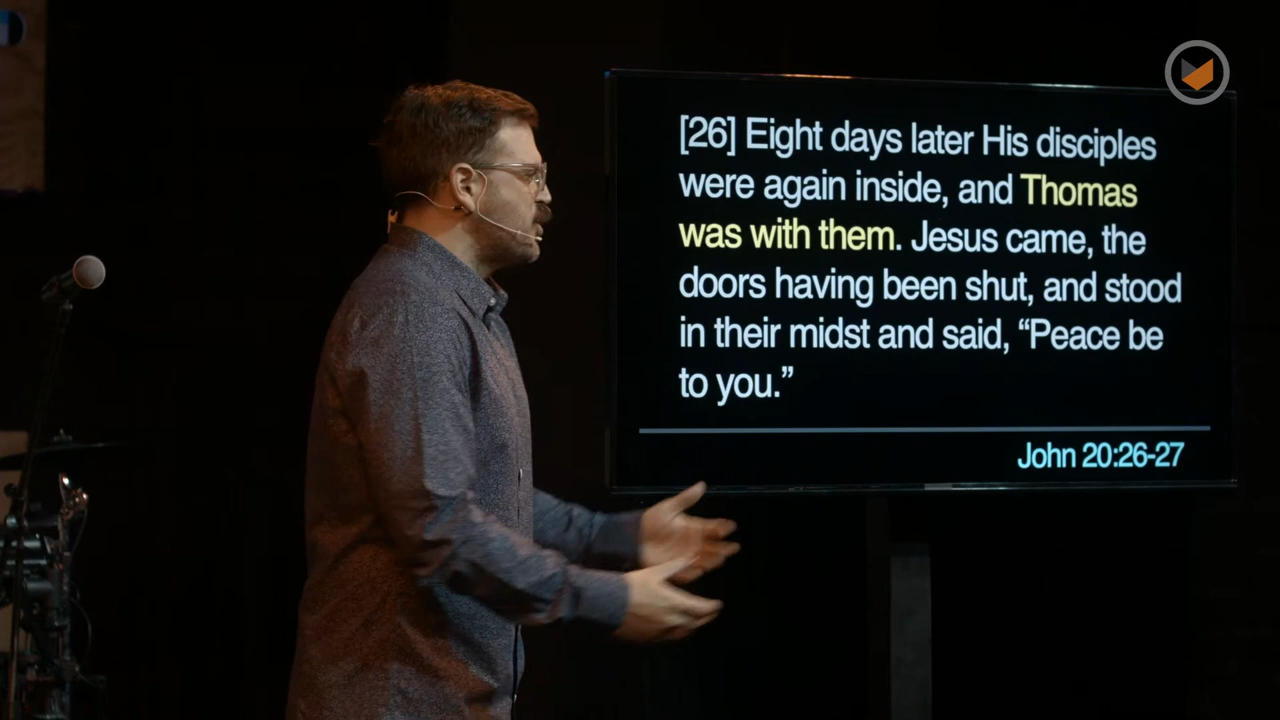 [26] Eight days later His disciples
were again inside, and Thomas
was with them. Jesus came, the
doors having been shut, and stood
in their midst and said, “Peace be
to you.”
John 20:26-27